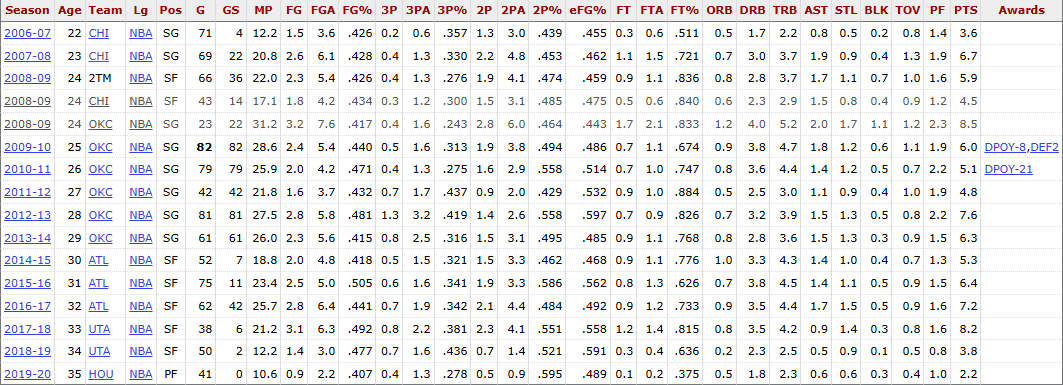 Season Age Team Lg Pos G GS MP FG FGA FG% 3P 3PA 3P% 2P 2PA 2P% eFG% FT FTA FT% ORB DRB TRB AST STL BLK TOV PF PTS Awards
2006-07 22 CHI NBA SG 71 4 12.2 1.5 3.6 .426 0.2 0.6 .357 1.3 3.0 .439 .455 0.3 0.6 .511 0.5 1.7 2.2 0.8 0.5 0.2 0.8 1.4 3.6
2007-08 23 CHI NBA SG 69 22 20.8 2.6 6.1 .428 0.4 1.3 .330 2.2 4.8 .453 .462 1.1 1.5 .721 0.7 3.0 3.7 1.9 0.9 0.4 1.3 1.9 6.7
2008-09 24 2TM NBA SF 66 36 22.0 2.3 5.4 .426 0.4 1.3 .276 1.9 4.1 .474 .459 0.9 1.1 .836 0.8 2.8 3.7 1.7 1.1 0.7 1.0 1.6 5.9
2008-09 24 CHI NBA SF 43 14 17.1 1.8 4.2 .434 0.3 1.2 .300 1.5 3.1 .485 .475 0.5 0.6 .840 0.6 2.3 2.9 1.5 0.8 0.4 0.9 1.2 4.5
2008-09 24 OKC NBA SG 23 22 31.2 3.2 7.6 .417 0.4 1.6 .243 2.8 6.0 .464 .443 1.7 2.1 .833 1.2 4.0 5.2 2.0 1.7 1.1 1.2 2.3 8.5
2009-10 25 OKC NBA SG 82 82 28.6 2.4 5.4 .440 0.5 1.6 .313 1.9 3.8 .494 .486 0.7 1.1 .674 0.9 3.8 4.7 1.8 1.2 0.6 1.1 1.9 6.0 DPOY-8,DEF2
2010-11 26 OKC NBA SG 79 79 25.9 2.0 4.2 .471 0.4 1.3 .275 1.6 2.9 .558 .514 0.7 1.0 .747 0.8 3.6 4.4 1.4 1.2 0.5 0.7 2.2 5.1 DPOY-21
2011-12 27 OKC NBA SG 42 42 21.8 1.6 3.7 .432 0.7 1.7 .437 0.9 2.0 .429 .532 0.9 1.0 .884 0.5 2.5 3.0 1.1 0.9 0.4 1.0 1.9 4.8
2012-13 28 OKC NBA SG 81 81 27.5 2.8 5.8 .481 1.3 3.2 .419 1.4 2.6 .558 .597 0.7 0.9 .826 0.7 3.2 3.9 1.5 1.3 0.5 0.8 2.2 7.6
2013-14 29 OKC NBA SG 61 61 26.0 2.3 5.6 .415 0.8 2.5 .316 1.5 3.1 .495 .485 0.9 1.1 .768 0.8 2.8 3.6 1.5 1.3 0.3 0.9 1.5 6.3
2014-15 30 ATL NBA SF 52 7 18.8 2.0 4.8 .418 0.5 1.5 .321 1.5 3.3 .462 .468 0.9 1.1 .776 1.0 3.3 4.3 1.4 1.0 0.4 0.7 1.3 5.3
2015-16 31 ATL NBA SF 75 11 23.4 2.5 5.0 .505 0.6 1.6 .341 1.9 3.3 .586 .562 0.8 1.3 .626 0.7 3.8 4.5 1.4 1.1 0.5 0.9 1.5 6.4
2016-17 32 ATL NBA SF 62 42 25.7 2.8 6.4 .441 0.7 1.9 .342 2.1 4.4 .484 .492 0.9 1.2 .733 0.9 3.5 4.4 1.7 1.5 0.5 0.9 1.6 7.2
2017-18 33 UTA NBA SF 38 6 21.2 3.1 6.3 .492 0.8 2.2 .381 2.3 4.1 .551 .558 1.2 1.4 .815 0.8 3.5 4.2 0.9 1.4 0.3 0.8 1.6 8.2
2018-19 34 UTA NBA SF 50 2 12.2 1.4 3.0 .477 0.7 1.6 .436 0.7 1.4 .521 .591 0.3 0.4 .636 0.2 2.3 2.5 0.5 0.9 0.1 0.5 0.8 3.8
2019-20 35 HOU NBA PF 41 0 10.6 0.9 2.2 .407 0.4 1.3 .278 0.5 0.9 .595 .489 0.1 0.2 .375 0.5 1.8 2.3 0.6 0.6 0.3 0.4 1.0 2.2